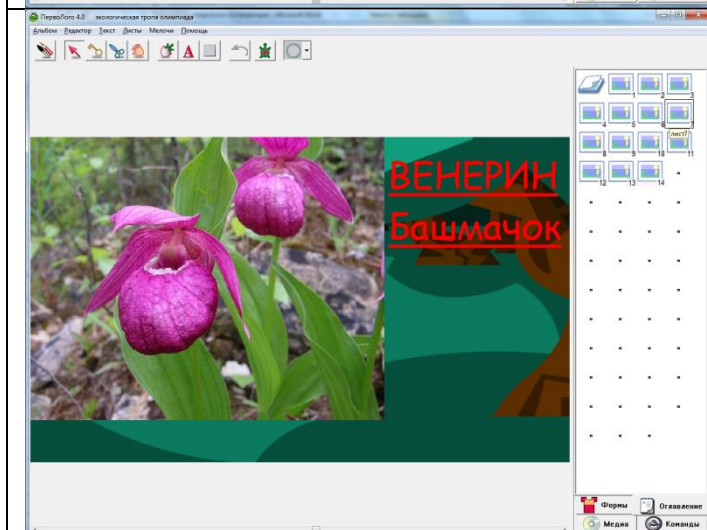 ПервоЛого 4.0 экологическая тропа олимпиада
Альбом Редактор Текст Листы Мелочи Помощь
A
ВЕНЕРИН
Башмачок
1 2 3
4 5 6 7
лист7
8 9 10 11
12 13 14
Формы Оглавление
Медиа Команды